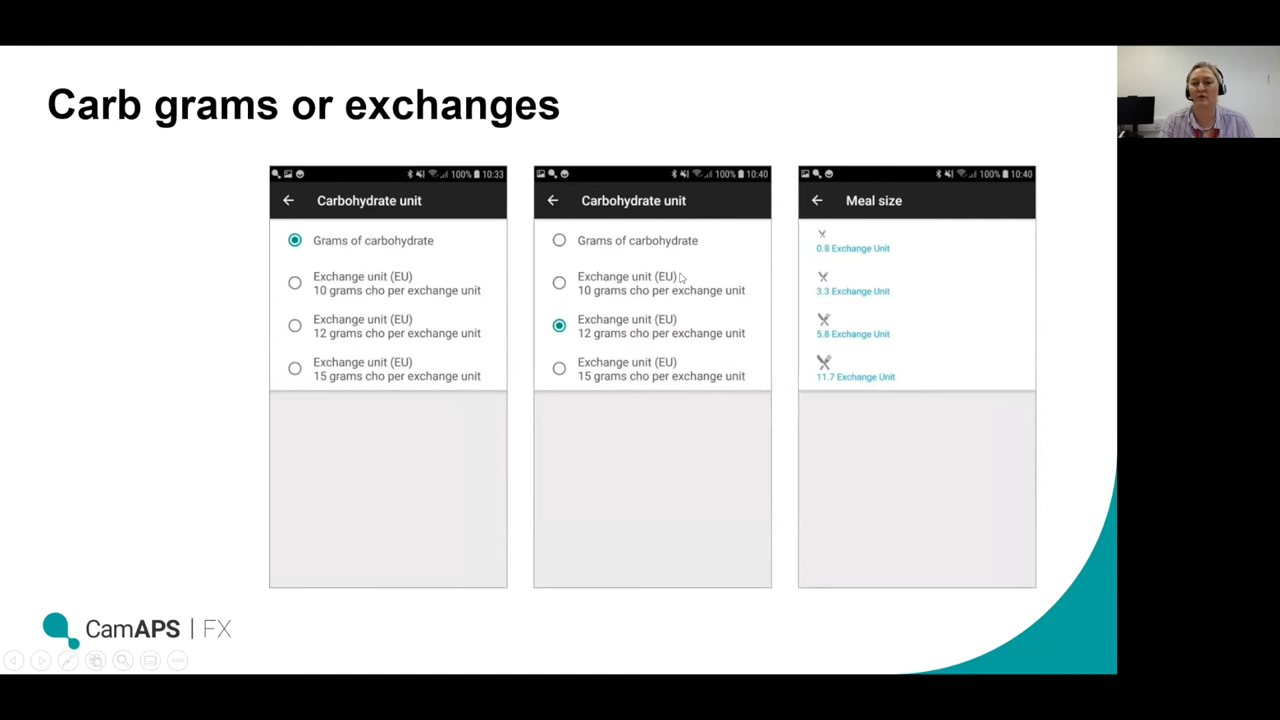 Carb grams or exchanges
100% 10:33
Carbohydrate unit
Grams of carbohydrate
Exchange unit (EU)
10 grams cho per exchange unit
Exchange unit (EU)
12 grams cho per exchange unit
Exchange unit (EU)
15 grams cho per exchange unit
100% 10:40
Carbohydrate unit
Grams of carbohydrate
Exchange unit (EU)
10 grams cho per exchange unit
Exchange unit (EU)
12 grams cho per exchange unit
Exchange unit (EU)
15 grams cho per exchange unit
100% 10:40
Meal size
0.8 Exchange Unit
3.3 Exchange Unit
5.8 Exchange Unit
11.7 Exchange Unit
CamAPS | FX